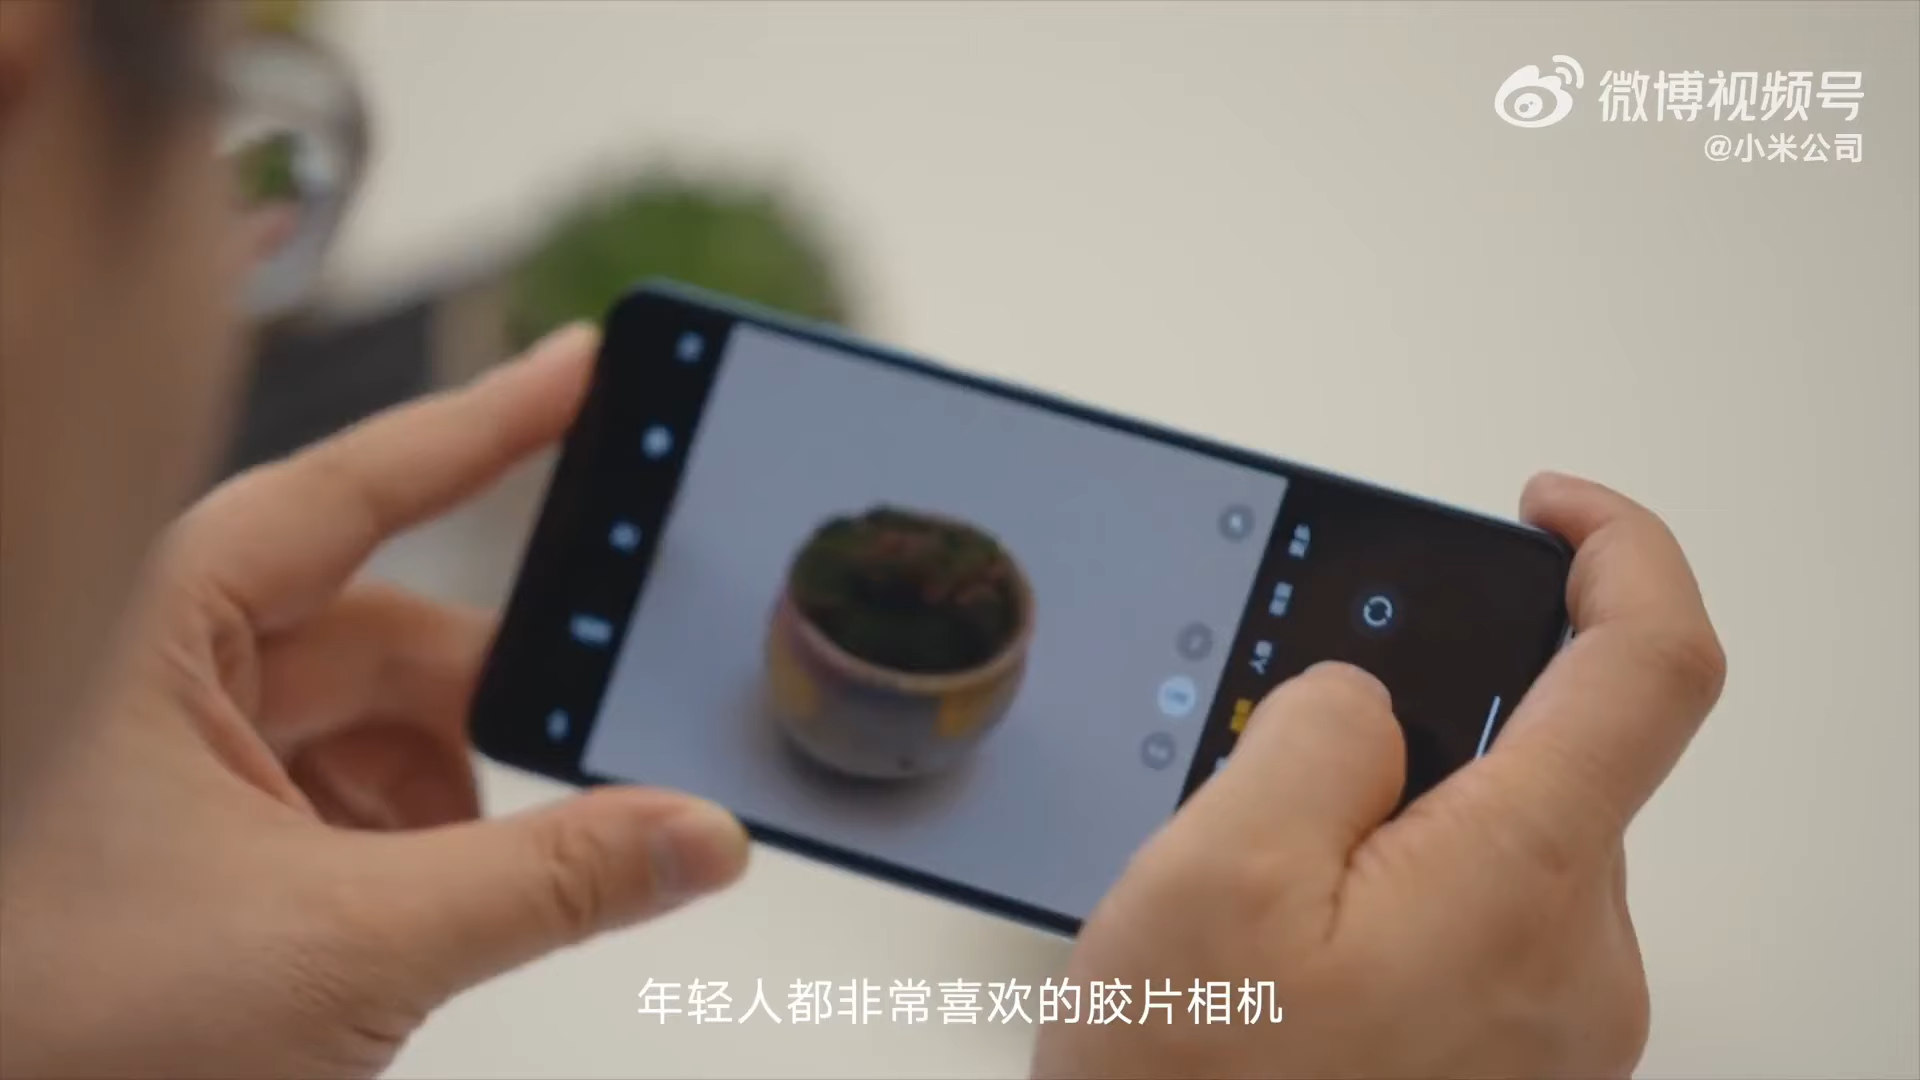 微博视频号
@小米公司
年轻人都非常喜欢的胶片相机